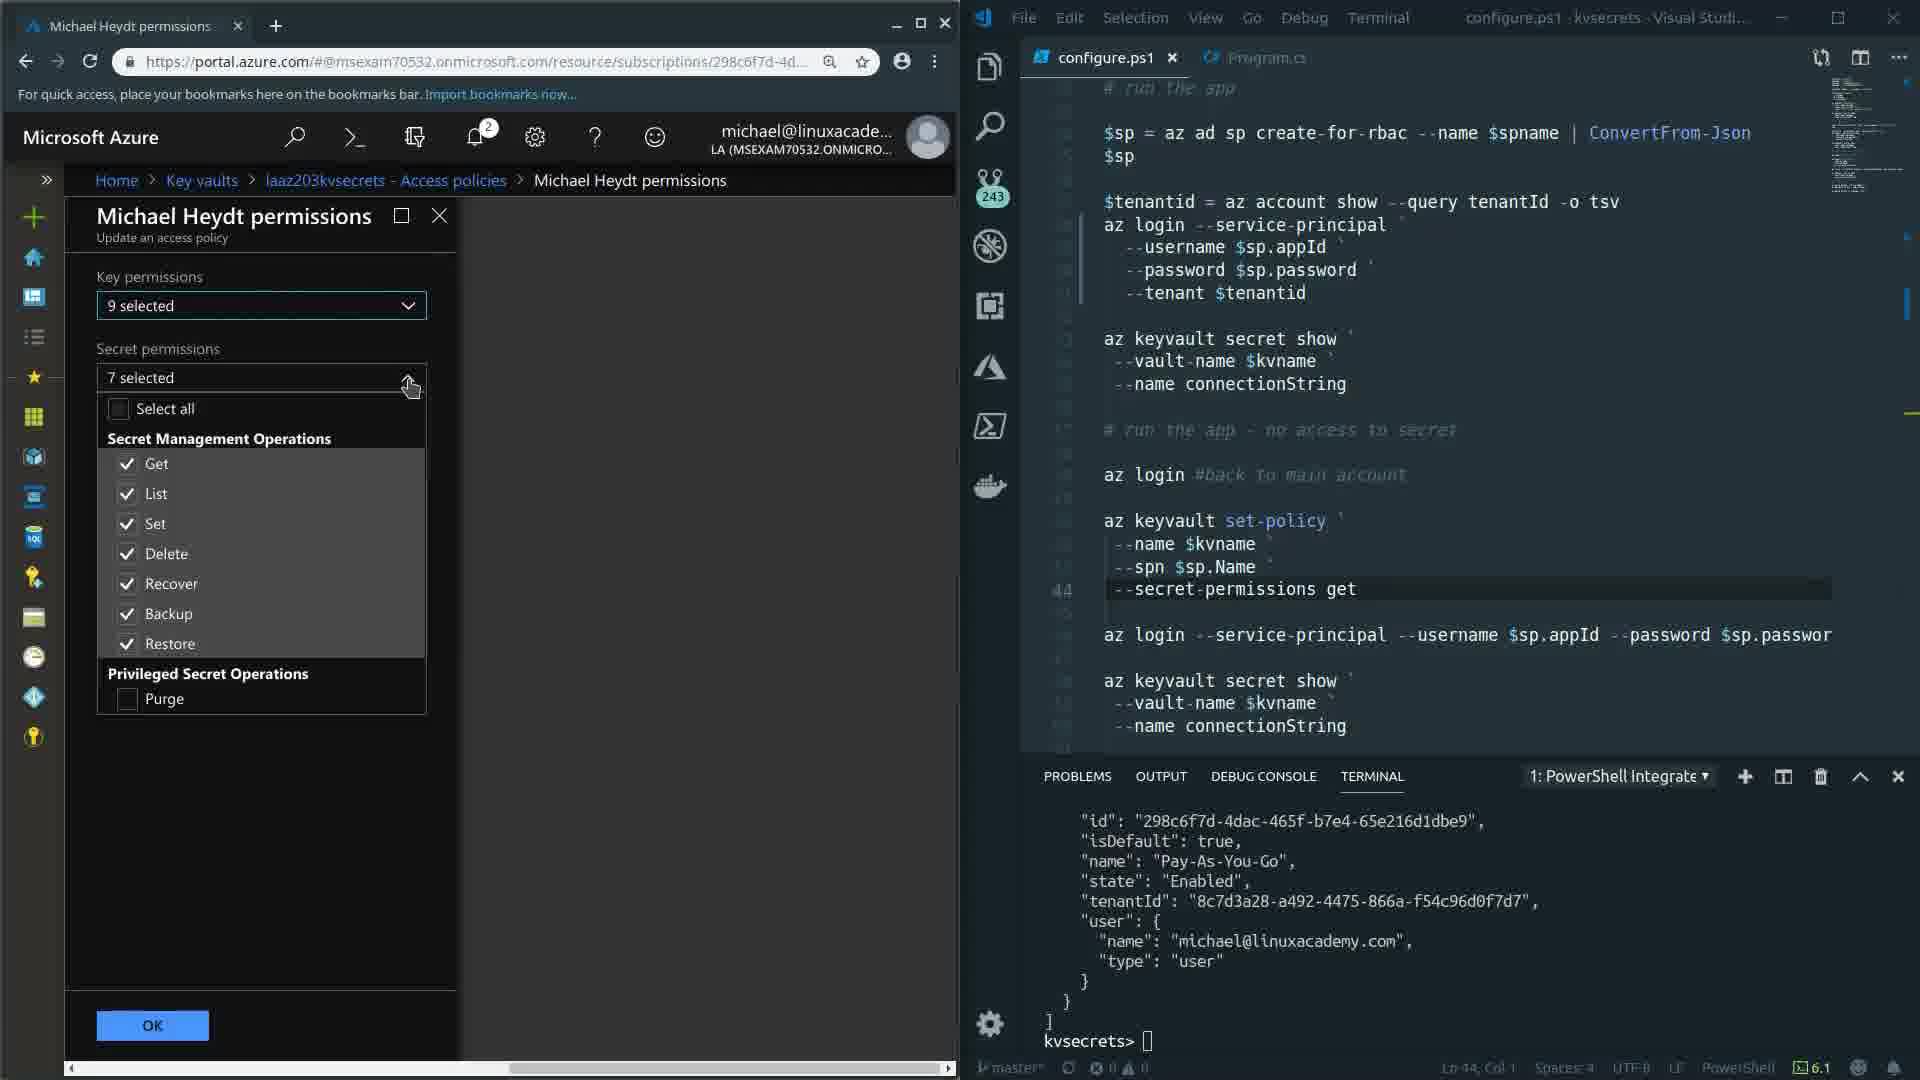 Michael Heydt permissions
https://portal.azure.com/#@msexam70532.onmicrosoft.com/resource/subscriptions/298c6f7d-4d...
For quick access, place your bookmarks here on the bookmarks bar. Import bookmarks now...
Microsoft Azure
2
michael@linuxacade...
LA (MSEXAM70532.ONMICRO...
Home > Key vaults > laaz203kvsecrets - Access policies > Michael Heydt permissions
Michael Heydt permissions
Update an access policy
Key permissions
9 selected
Secret permissions
7 selected
Select all
Secret Management Operations
Get
List
Set
Delete
Recover
Backup
Restore
Privileged Secret Operations
Purge
OK
File Edit Selection View Go Debug Terminal configure.ps1 - kvsecrets - Visual Studi...
configure.ps1 Program.cs
243
# run the app
$sp = az ad sp create-for-rbac --name $spname | ConvertFrom-Json
$sp
$tenantid = az account show --query tenantId -o tsv
az login --service-principal `
--username $sp.appId `
--password $sp.password `
--tenant $tenantid
az keyvault secret show `
--vault-name $kvname `
--name connectionString
# run the app - no access to secret
az login #back to main account
az keyvault set-policy `
--name $kvname `
--spn $sp.Name `
44 --secret-permissions get
az login --service-principal --username $sp.appId --password $sp.passwor
az keyvault secret show `
--vault-name $kvname `
--name connectionString
PROBLEMS OUTPUT DEBUG CONSOLE TERMINAL 1: PowerShell Integrate
"id": "298c6f7d-4dac-465f-b7e4-65e216d1dbe9",
"isDefault": true,
"name": "Pay-As-You-Go",
"state": "Enabled",
"tenantId": "8c7d3a28-a492-4475-866a-f54c96d0f7d7",
"user": {
"name": "michael@linuxacademy.com",
"type": "user"
}
}
]
kvsecrets>
master* 0 0 Ln 44, Col 1 Spaces: 4 UTF-8 LF PowerShell 6.1